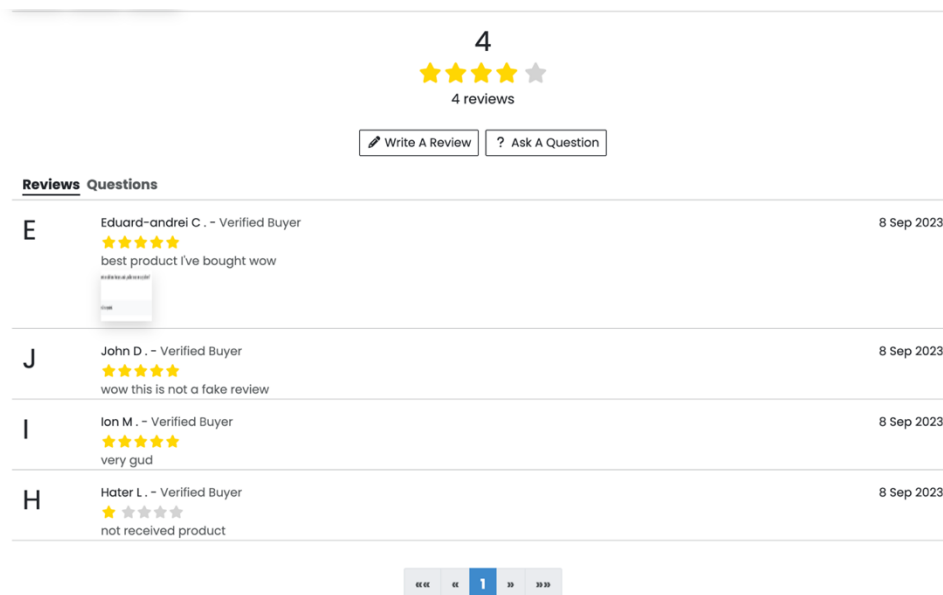 4
4 reviews
Write A Review ? Ask A Question
Reviews Questions
E Eduard-andrei C . - Verified Buyer 8 Sep 2023
best product I've bought wow
J John D . - Verified Buyer 8 Sep 2023
wow this is not a fake review
I Ion M . - Verified Buyer 8 Sep 2023
very gud
H Hater L . - Verified Buyer 8 Sep 2023
not received product
«« « 1 » »»